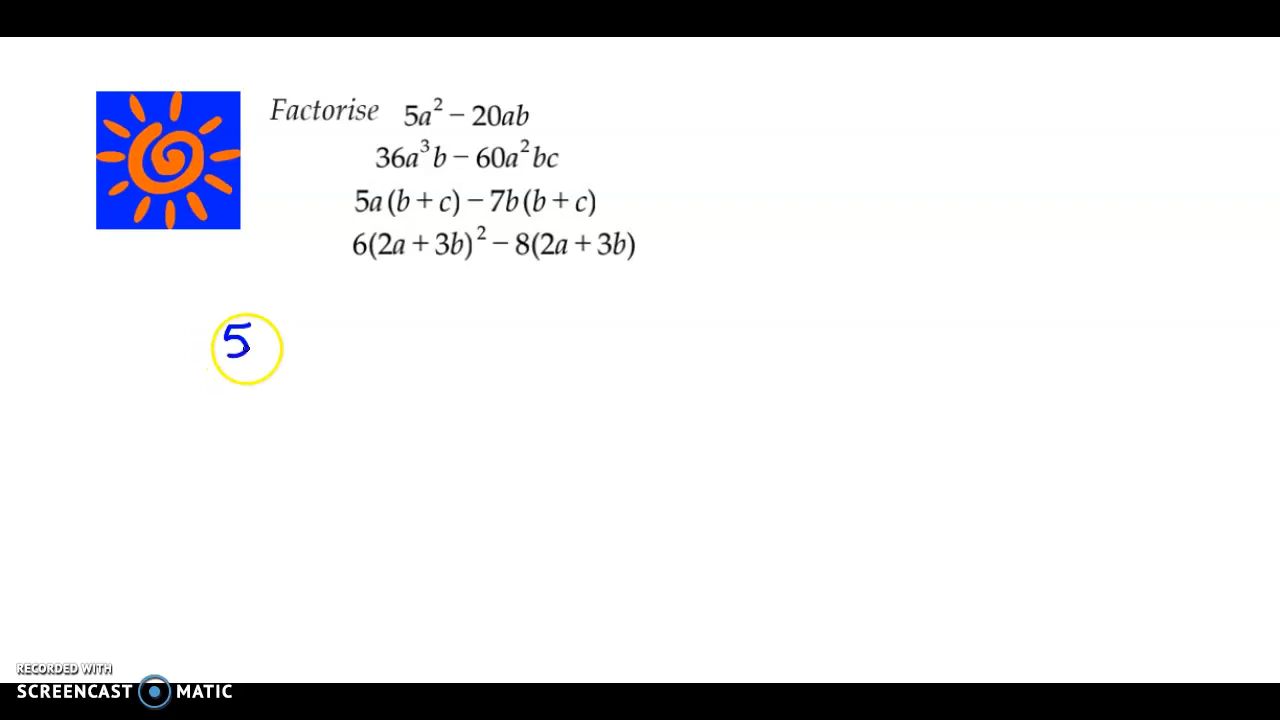 Factorise 5a² − 20ab
36a³b − 60a²bc
5a(b + c) − 7b(b + c)
6(2a + 3b)² − 8(2a + 3b)
5
RECORDED WITH
SCREENCAST MATIC